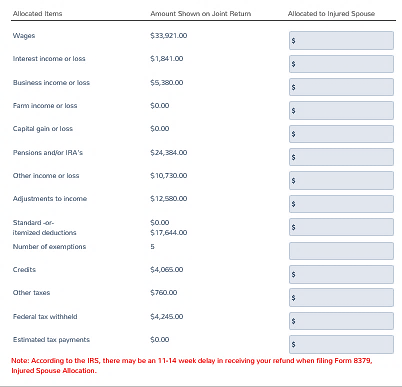 Allocated Items Amount Shown on Joint Return Allocated to Injured Spouse
Wages $33,921.00 $
Interest income or loss $1,841.00 $
Business income or loss $5,380.00 $
Farm income or loss $0.00 $
Capital gain or loss $0.00 $
Pensions and/or IRA's $24,384.00 $
Other income or loss $10,730.00 $
Adjustments to income $12,580.00 $
Standard -or- $0.00 $
itemized deductions $17,644.00
Number of exemptions 5
Credits $4,065.00 $
Other taxes $760.00 $
Federal tax withheld $4,245.00 $
Estimated tax payments $0.00 $
Note: According to the IRS, there may be an 11-14 week delay in receiving your refund when filing Form 8379,
Injured Spouse Allocation.